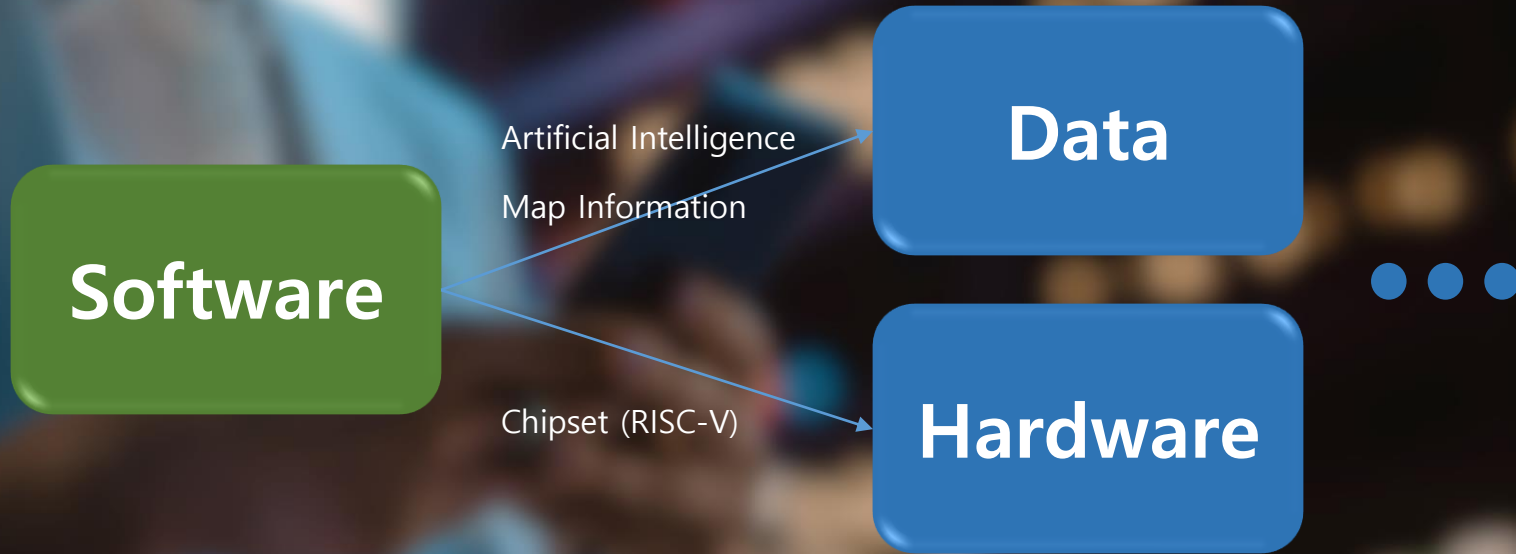 Software
Artificial Intelligence
Map Information
Chipset (RISC-V)
Data
Hardware